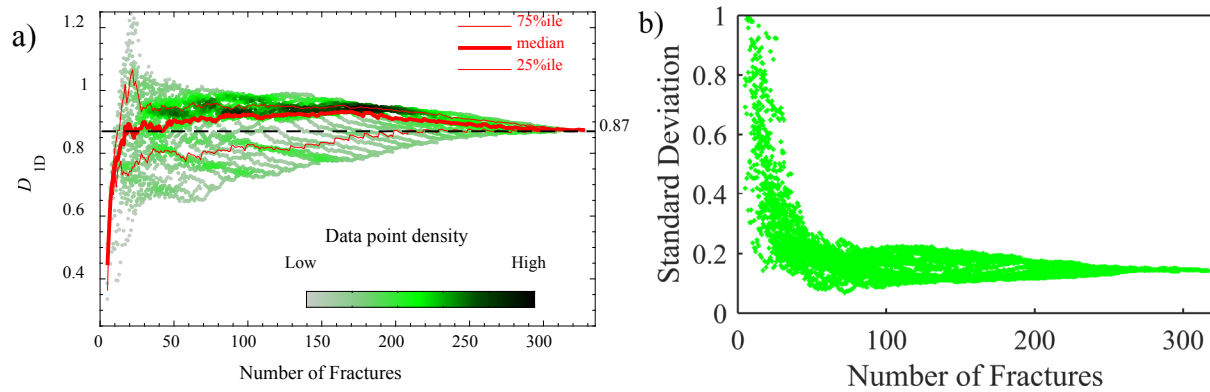 a)
75%ile
median
25%ile
1.2
1
0.8
0.6
0.4
D 1D
0.87
Data point density
Low High
0 50 100 150 200 250 300
Number of Fractures
b)
1
0.8
0.6
0.4
0.2
0
Standard Deviation
0 100 200 300
Number of Fractures